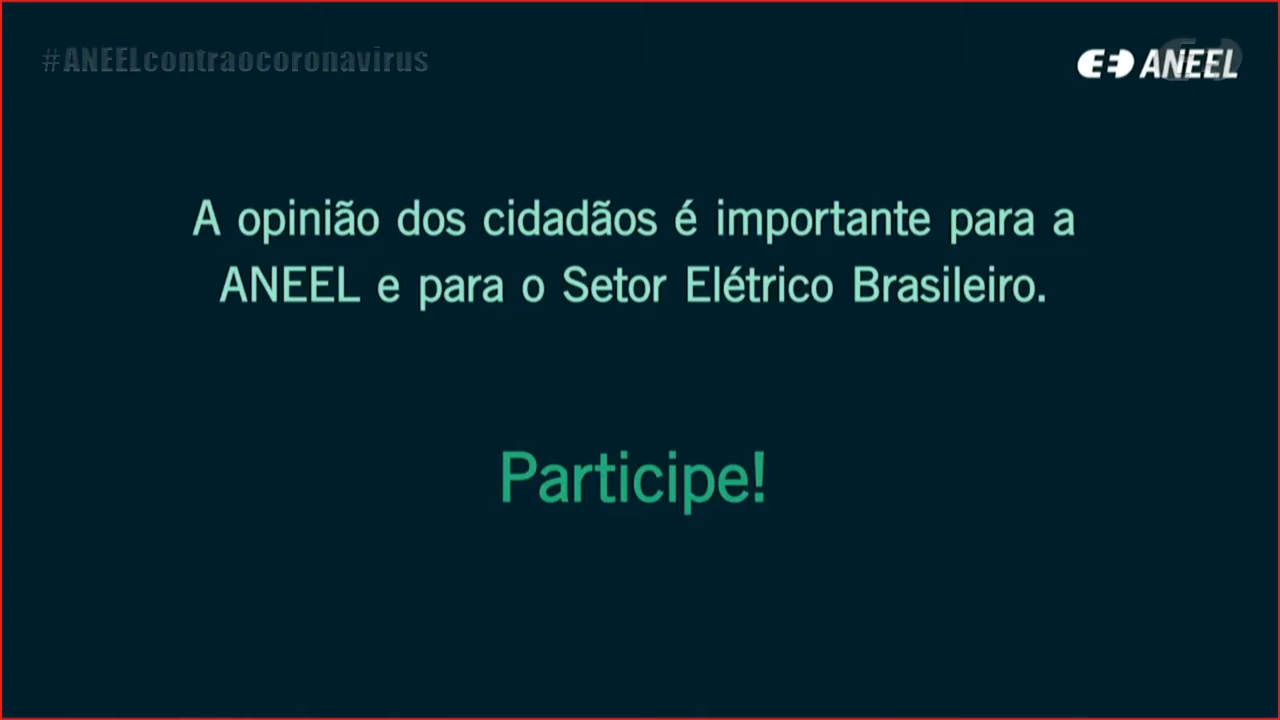 #ANEELcontraocoronavirus
ANEEL
A opinião dos cidadãos é importante para a
ANEEL e para o Setor Elétrico Brasileiro.
Participe!